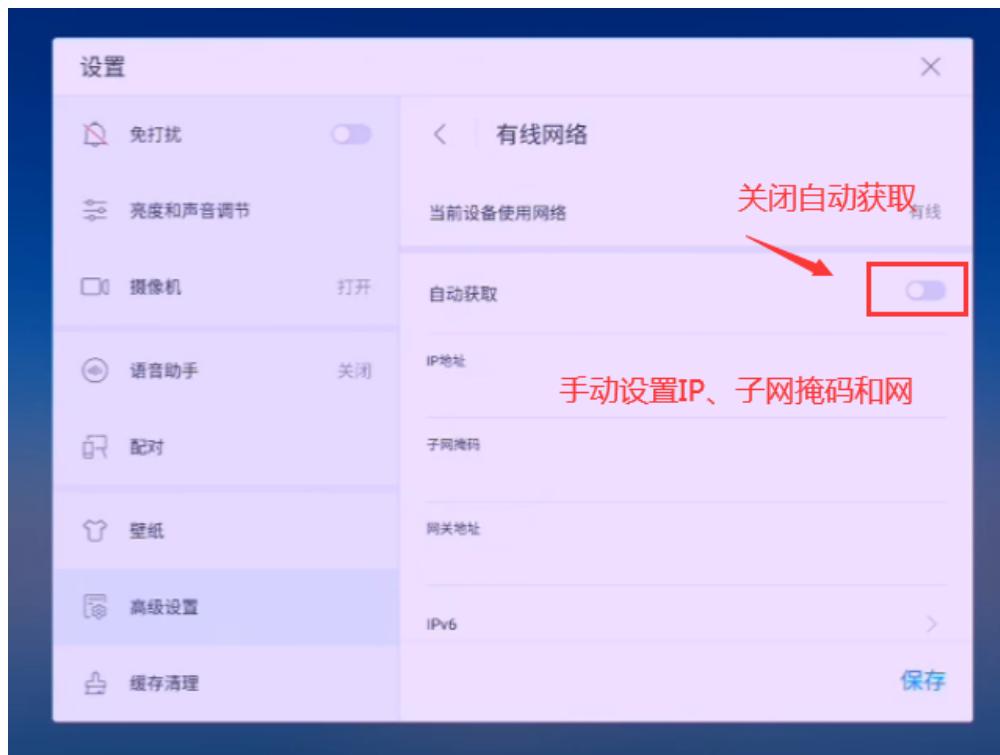 设置
免打扰
亮度和声音调节
摄像机 打开
语音助手 关闭
配对
壁纸
高级设置
缓存清理
有线网络
当前设备使用网络 有线
关闭自动获取
自动获取
IP地址
手动设置IP、子网掩码和网
子网掩码
网关地址
IPv6
保存